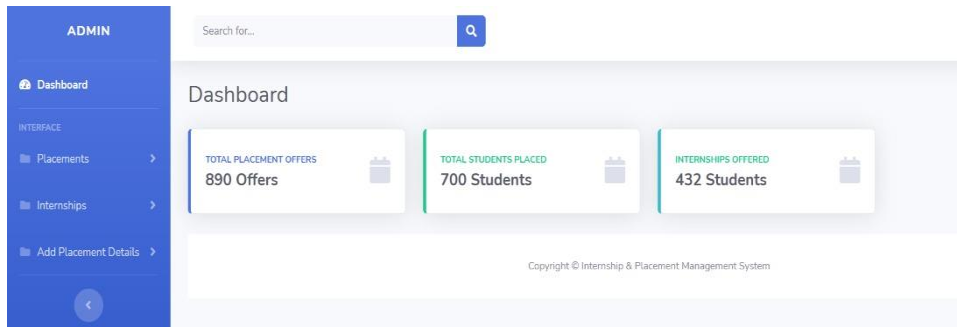 ADMIN
Search for...
Dashboard
Dashboard
INTERFACE
Placements
Internships
Add Placement Details
TOTAL PLACEMENT OFFERS
890 Offers
TOTAL STUDENTS PLACED
700 Students
INTERNSHIPS OFFERED
432 Students
Copyright © Internship & Placement Management System